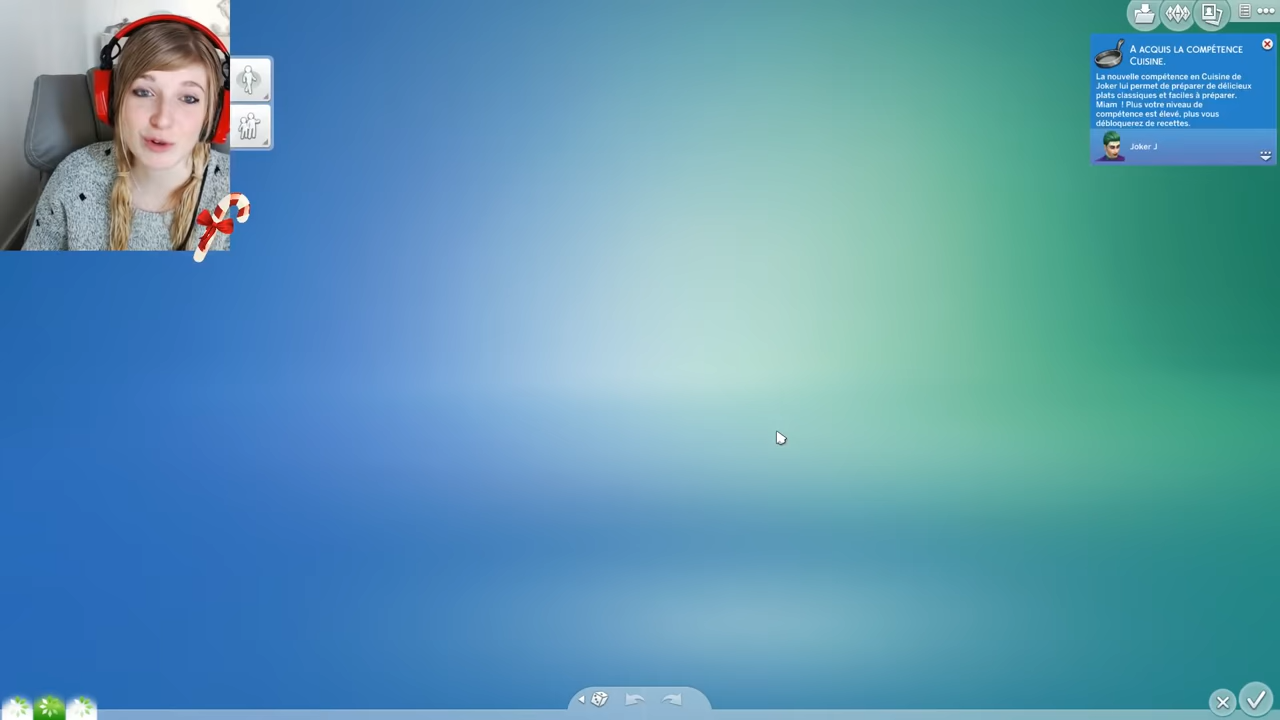 A ACQUIS LA COMPÉTENCE
CUISINE.
La nouvelle compétence en Cuisine de
Joker lui permet de préparer de délicieux
plats classiques et faciles à préparer.
Miam ! Plus votre niveau de
compétence est élevé, plus vous
débloquerez de recettes.
Joker J